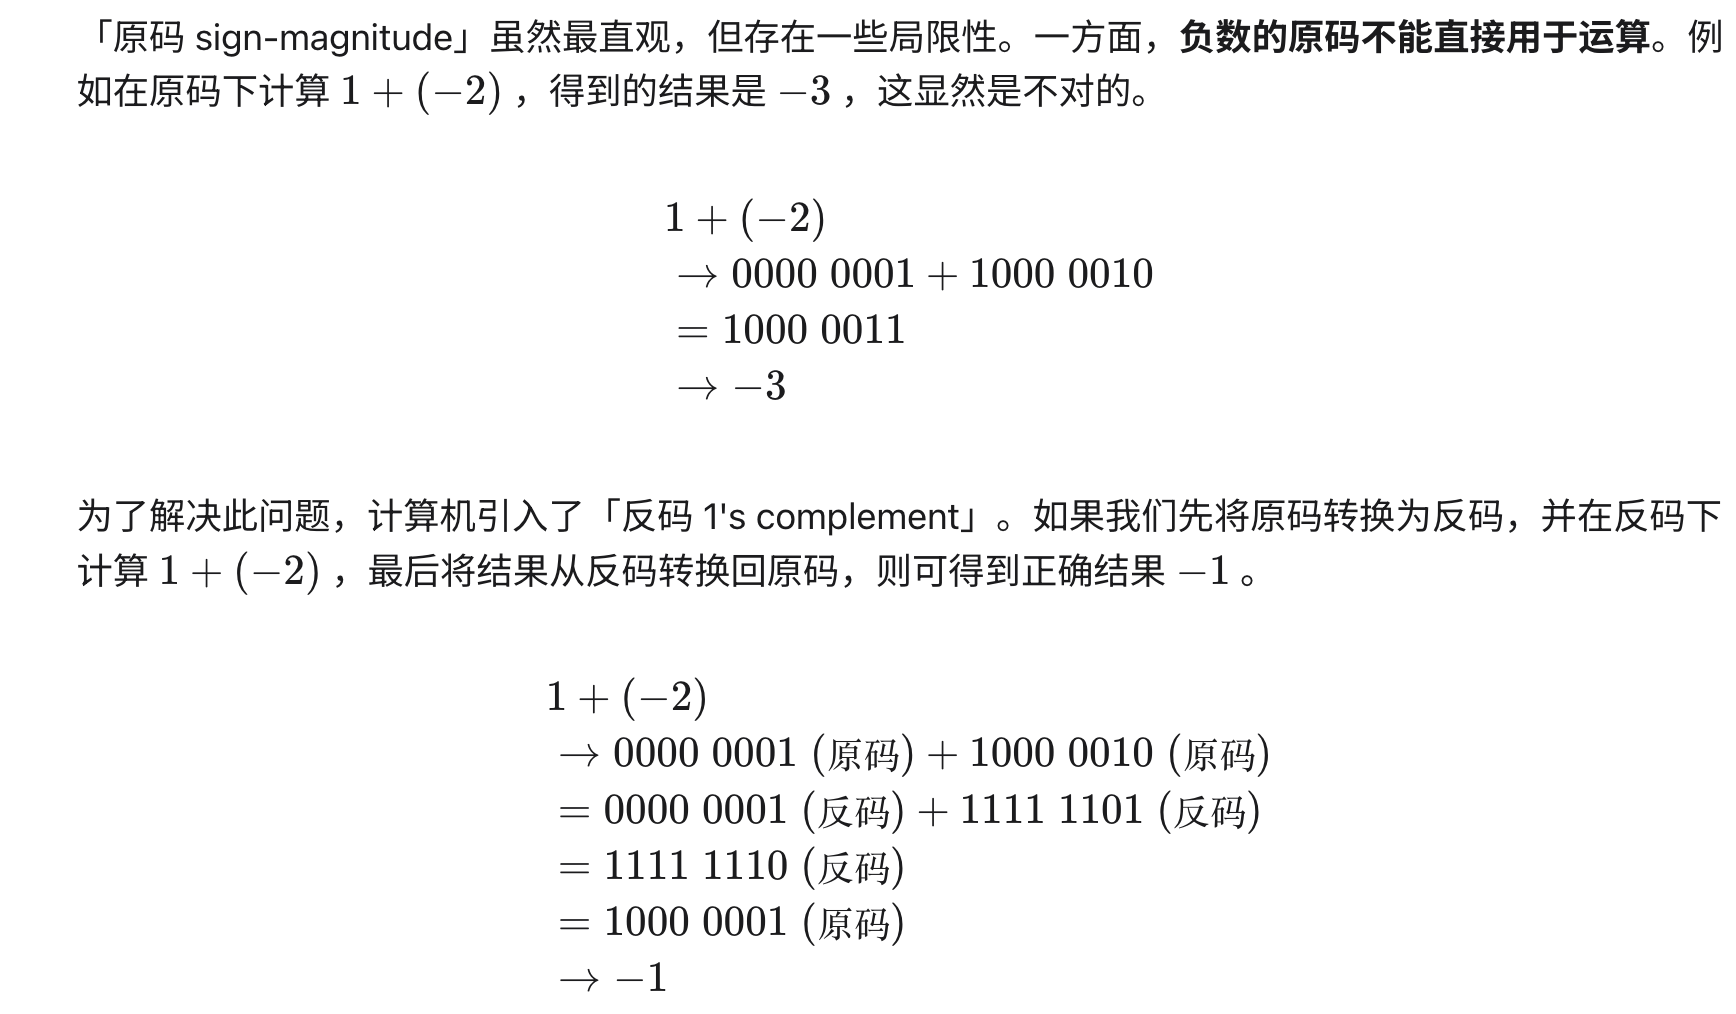 「原码 sign-magnitude」虽然最直观，但存在一些局限性。一方面，负数的原码不能直接用于运算。例
如在原码下计算 1 + (−2) ，得到的结果是 −3 ，这显然是不对的。
1 + (−2)
→ 0000 0001 + 1000 0010
= 1000 0011
→ −3
为了解决此问题，计算机引入了「反码 1's complement」。如果我们先将原码转换为反码，并在反码下
计算 1 + (−2) ，最后将结果从反码转换回原码，则可得到正确结果 −1 。
1 + (−2)
→ 0000 0001 (原码) + 1000 0010 (原码)
= 0000 0001 (反码) + 1111 1101 (反码)
= 1111 1110 (反码)
= 1000 0001 (原码)
→ −1